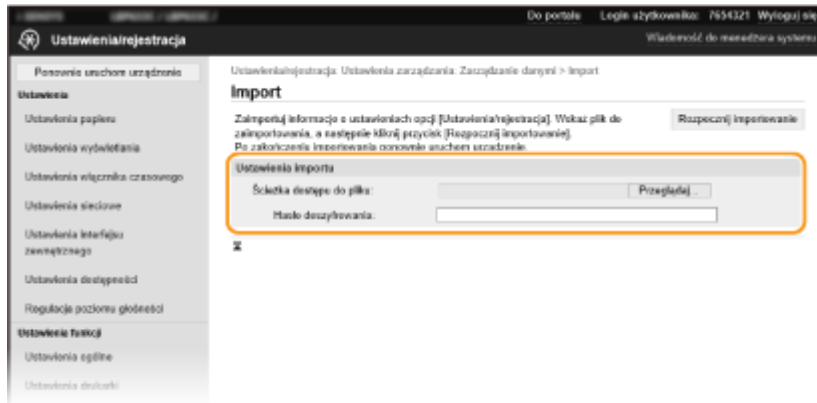 Do portalu Login użytkownika: 7654321 Wyloguj się
Ustawienia/rejestracja
Wiadomość do menedżera systemu
Ponownie uruchom urządzenie
Ustawienia/rejestracja: Ustawienia zarządzania: Zarządzanie danymi > Import
Ustawienia
Import
Ustawienia papieru
Zaimportuj informacje o ustawieniach opcji [Ustawienia/rejestracja]. Wskaż plik do
zaimportowania, a następnie kliknij przycisk [Rozpocznij importowanie].
Po zakończeniu importowania ponownie uruchom urządzenie.
Rozpocznij importowanie
Ustawienia wyświetlania
Ustawienia włącznika czasowego
Ustawienia sieciowe
Ustawienia interfejsu
zewnętrznego
Ustawienia dostępności
Regulacja poziomu głośności
Ustawienia funkcji
Ustawienia ogólne
Ustawienia drukarki
Ustawienia importu
Ścieżka dostępu do pliku:
Przeglądaj...
Hasło deszyfrowania: